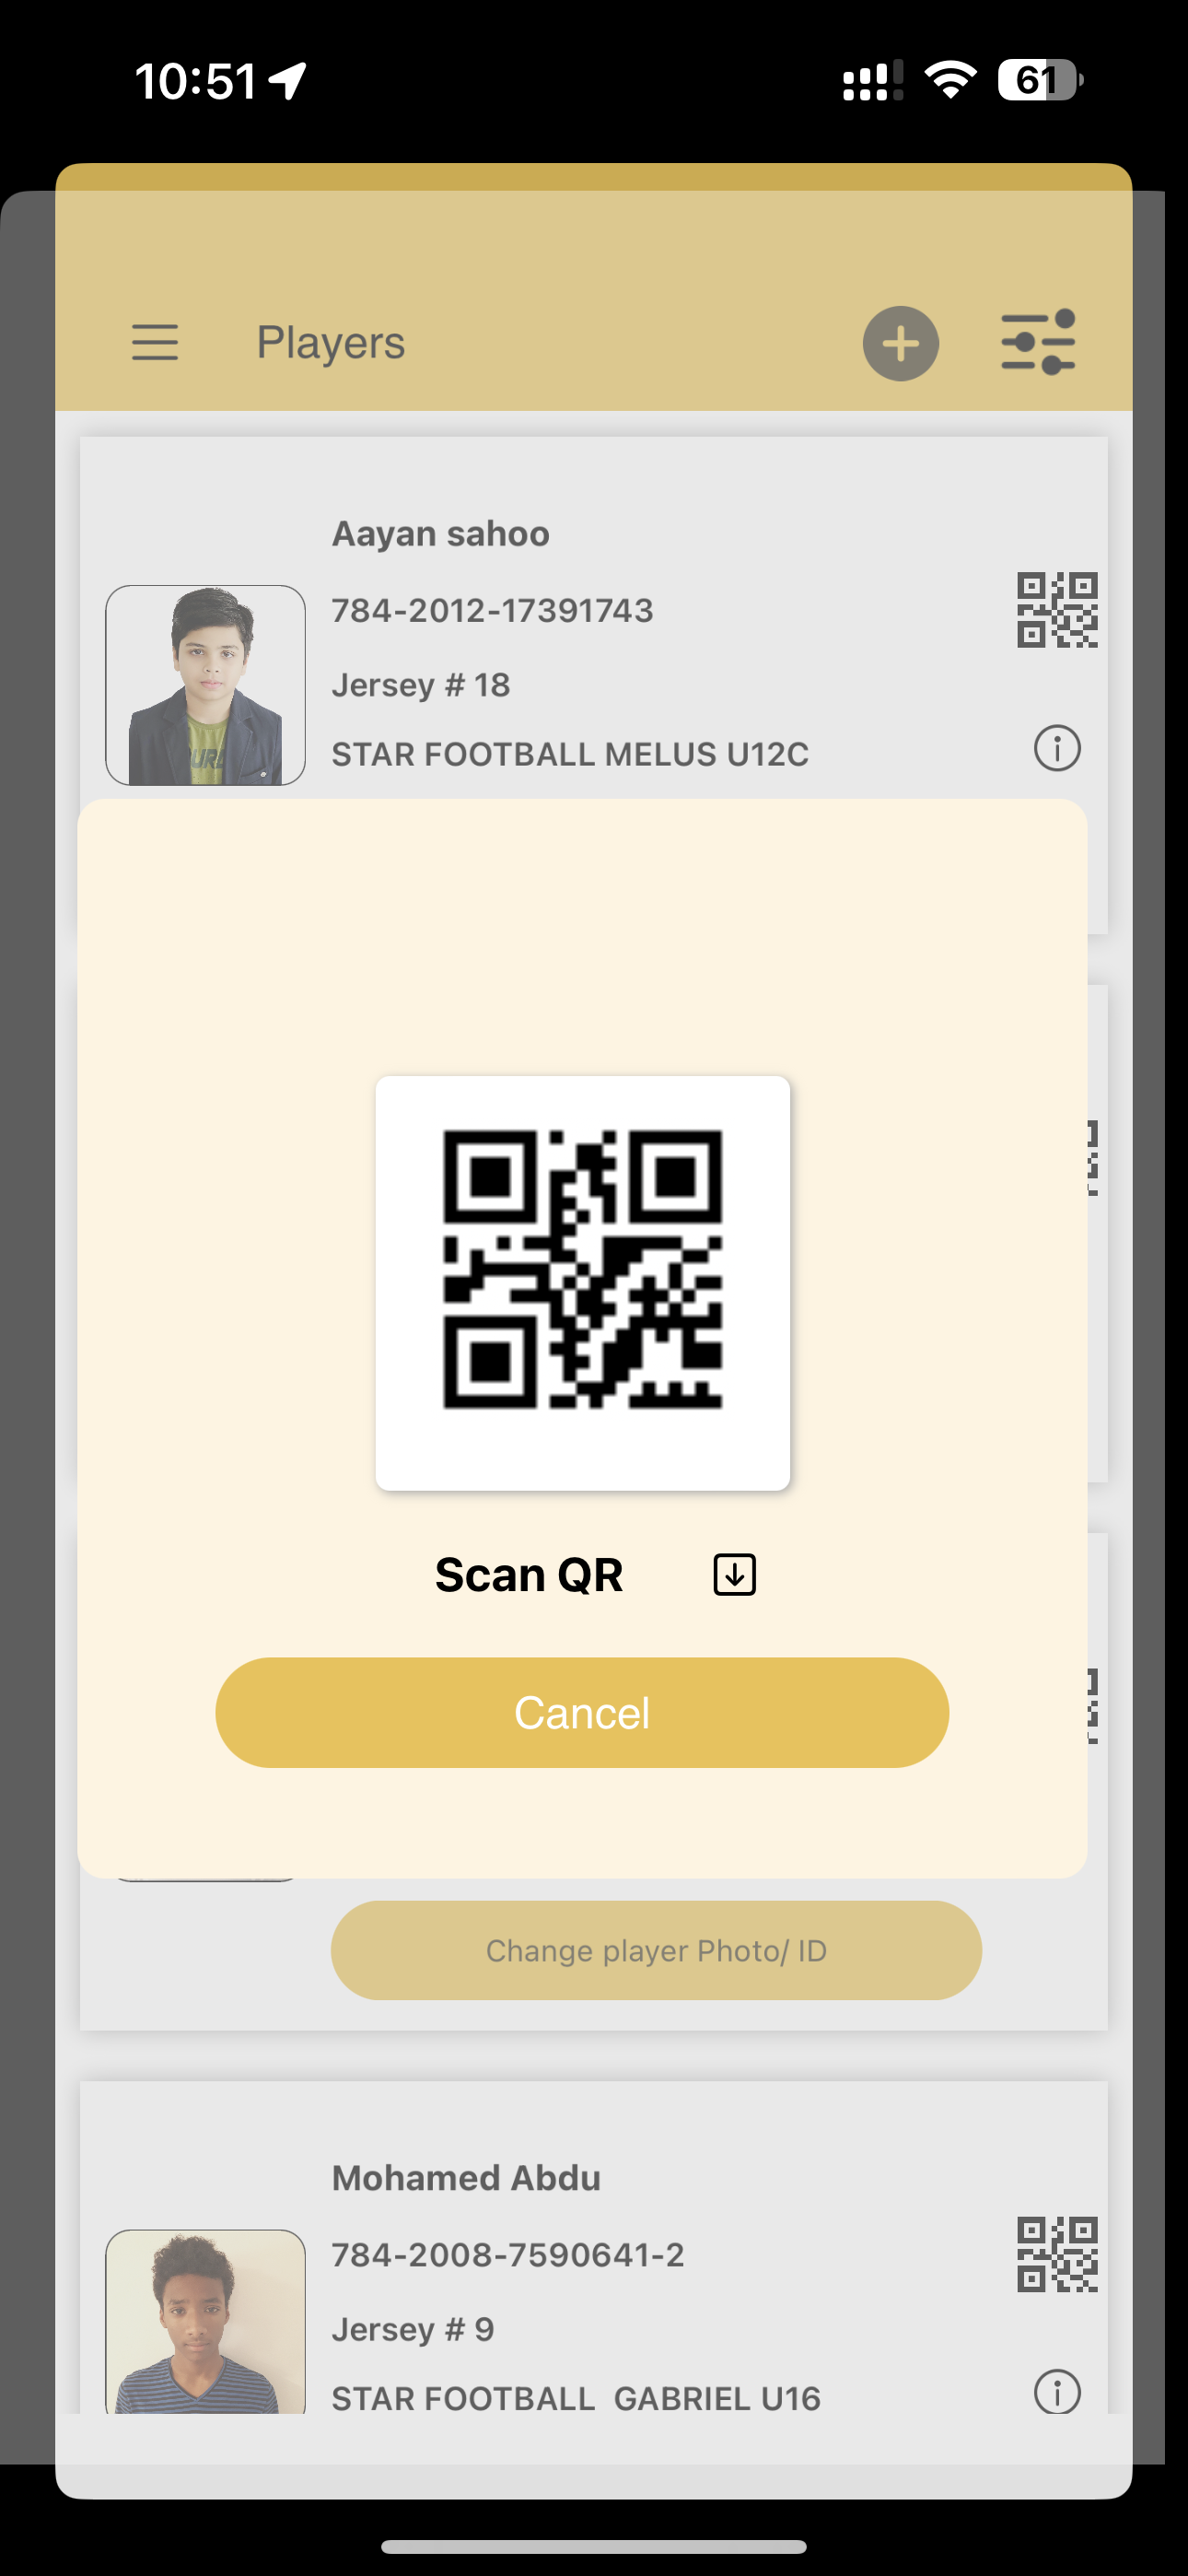 10:51
61
Players
Aayan sahoo
784-2012-17391743
Jersey # 18
STAR FOOTBALL MELUS U12C
Scan QR
Cancel
Change player Photo/ ID
Mohamed Abdu
784-2008-7590641-2
Jersey # 9
STAR FOOTBALL  GABRIEL U16